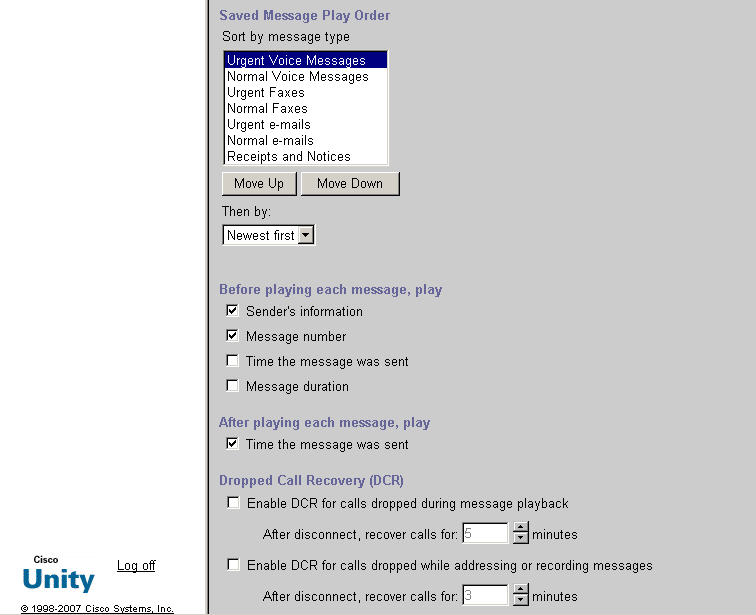 Saved Message Play Order
Sort by message type
Urgent Voice Messages
Normal Voice Messages
Urgent Faxes
Normal Faxes
Urgent e-mails
Normal e-mails
Receipts and Notices
Move Up Move Down
Then by:
Newest first
Before playing each message, play
Sender's information
Message number
Time the message was sent
Message duration
After playing each message, play
Time the message was sent
Dropped Call Recovery (DCR)
Enable DCR for calls dropped during message playback
After disconnect, recover calls for: 5 minutes
Enable DCR for calls dropped while addressing or recording messages
After disconnect, recover calls for: 3 minutes
Cisco
Unity
Log off
© 1998-2007 Cisco Systems, Inc.